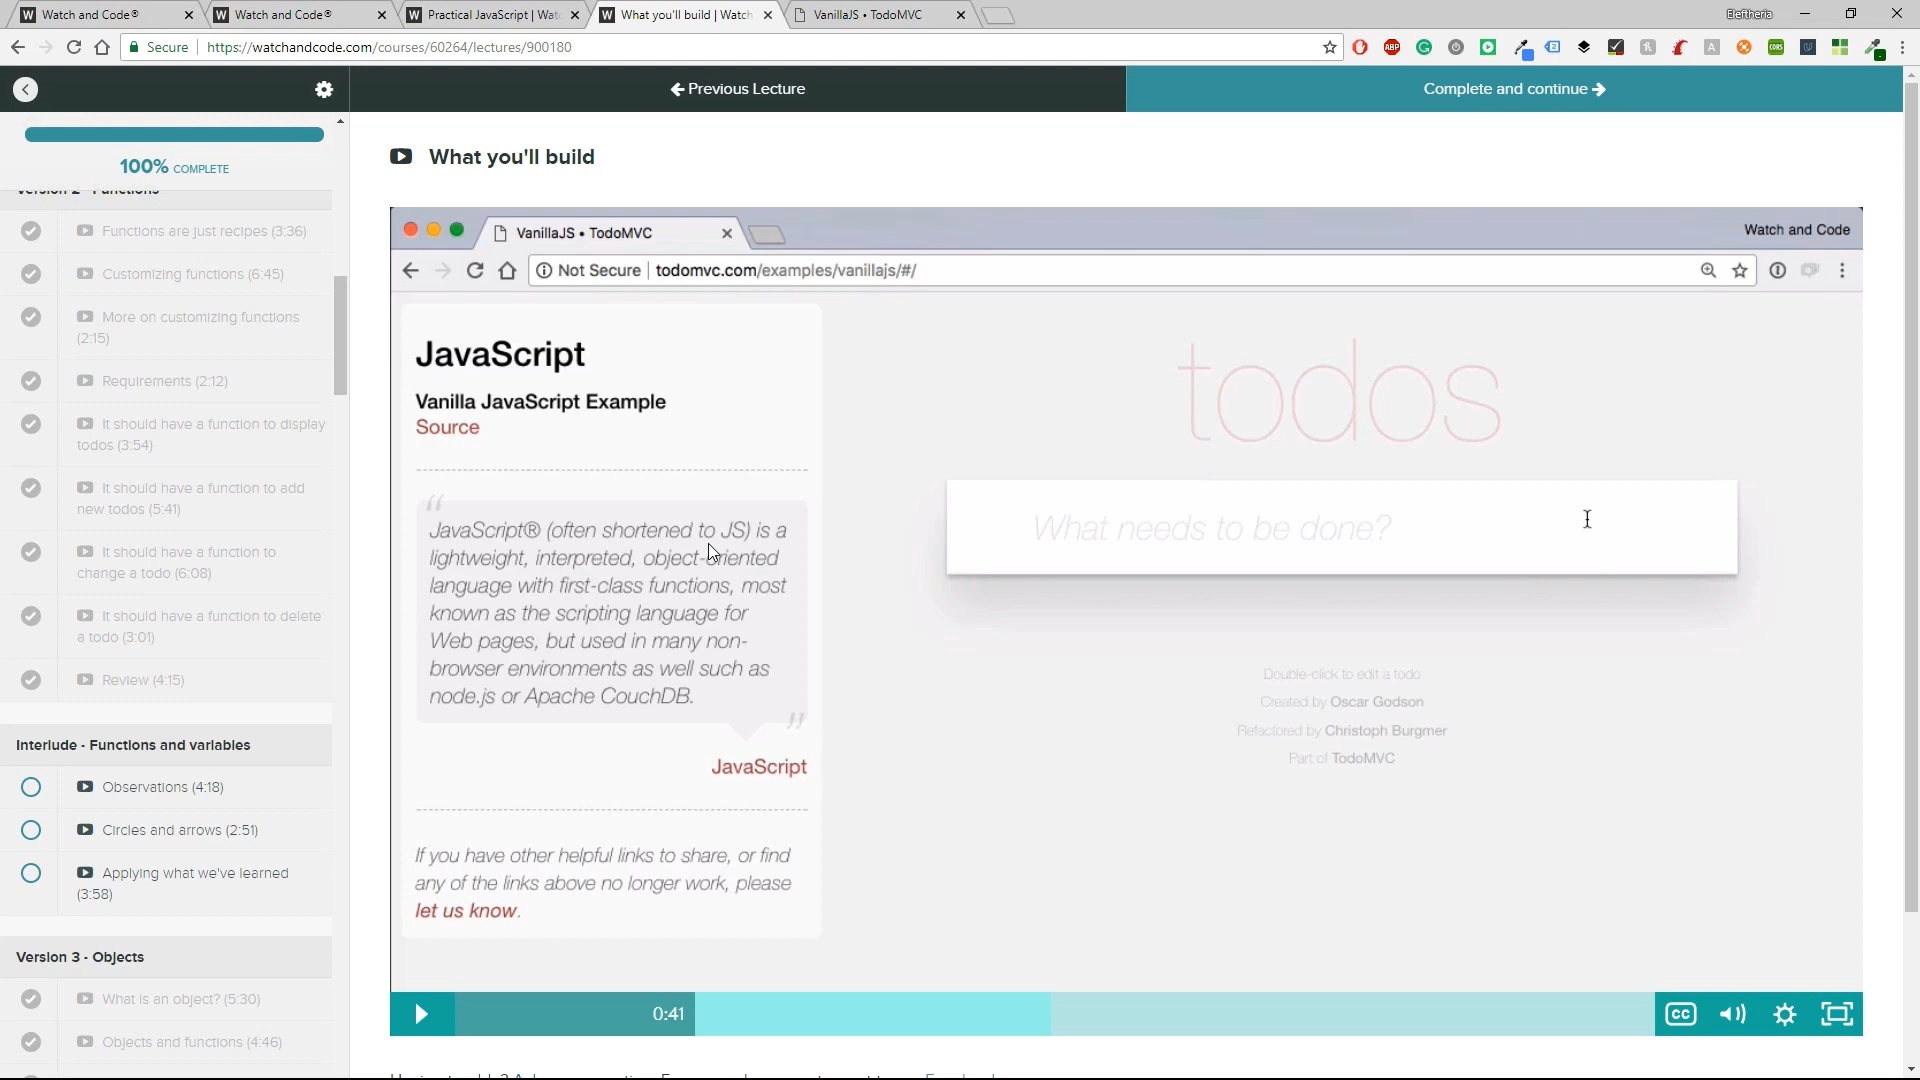 Watch and Code®
Watch and Code®
Practical JavaScript | Wat
What you'll build | Watch
VanillaJS • TodoMVC
Eleftheria
Secure
https://watchandcode.com/courses/60264/lectures/900180
Previous Lecture
Complete and continue
100% COMPLETE
Version 2 - Functions
Functions are just recipes (3:36)
Customizing functions (6:45)
More on customizing functions
(2:15)
Requirements (2:12)
It should have a function to display
todos (3:54)
It should have a function to add
new todos (5:41)
It should have a function to
change a todo (6:08)
It should have a function to delete
a todo (3:01)
Review (4:15)
Interlude - Functions and variables
Observations (4:18)
Circles and arrows (2:51)
Applying what we've learned
(3:58)
Version 3 - Objects
What is an object? (5:30)
Objects and functions (4:46)
What you'll build
VanillaJS • TodoMVC
Watch and Code
Not Secure
todomvc.com/examples/vanillajs/#/
JavaScript
Vanilla JavaScript Example
Source
“
JavaScript® (often shortened to JS) is a
lightweight, interpreted, object-oriented
language with first-class functions, most
known as the scripting language for
Web pages, but used in many non-
browser environments as well such as
node.js or Apache CouchDB.
”
JavaScript
If you have other helpful links to share, or find
any of the links above no longer work, please
let us know.
todos
What needs to be done?
Double-click to edit a todo
Created by Oscar Godson
Refactored by Christoph Burgmer
Part of TodoMVC
0:41
CC